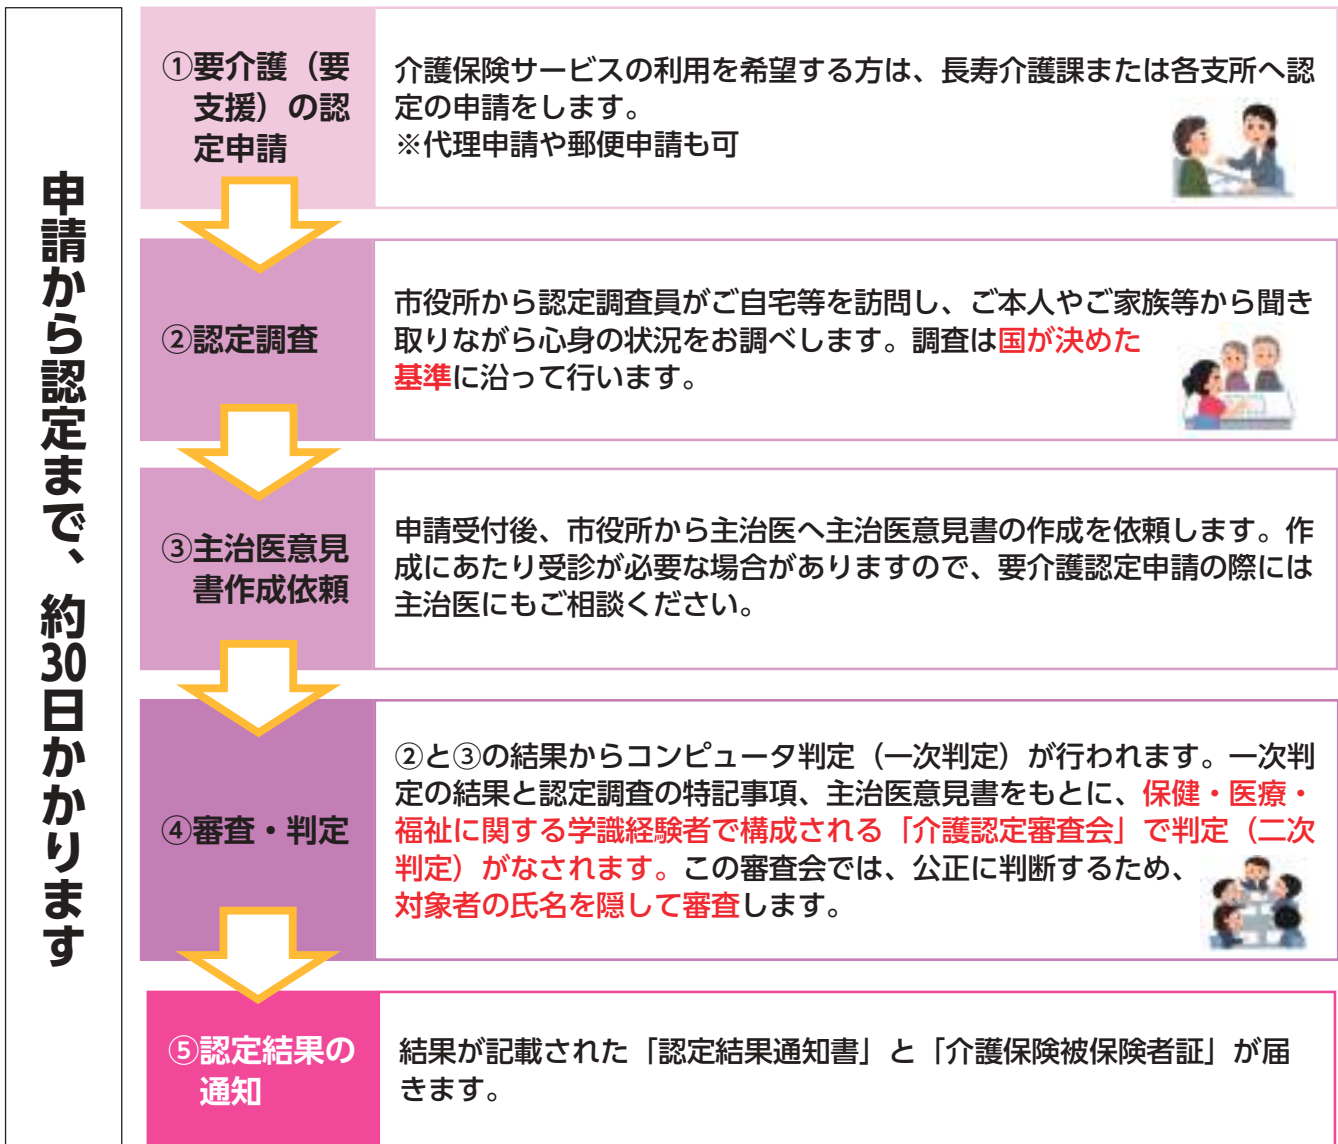 申請から認定まで、約30日かかります
①要介護（要
支援）の認
定申請
介護保険サービスの利用を希望する方は、長寿介護課または各支所へ認
定の申請をします。
※代理申請や郵便申請も可
②認定調査
市役所から認定調査員がご自宅等を訪問し、ご本人やご家族等から聞き
取りながら心身の状況をお調べします。調査は国が決めた
基準に沿って行います。
③主治医意見
書作成依頼
申請受付後、市役所から主治医へ主治医意見書の作成を依頼します。作
成にあたり受診が必要な場合がありますので、要介護認定申請の際には
主治医にもご相談ください。
④審査・判定
②と③の結果からコンピュータ判定（一次判定）が行われます。一次判
定の結果と認定調査の特記事項、主治医意見書をもとに、保健・医療・
福祉に関する学識経験者で構成される「介護認定審査会」で判定（二次
判定）がなされます。この審査会では、公正に判断するため、
対象者の氏名を隠して審査します。
⑤認定結果の
通知
結果が記載された「認定結果通知書」と「介護保険被保険者証」が届
きます。